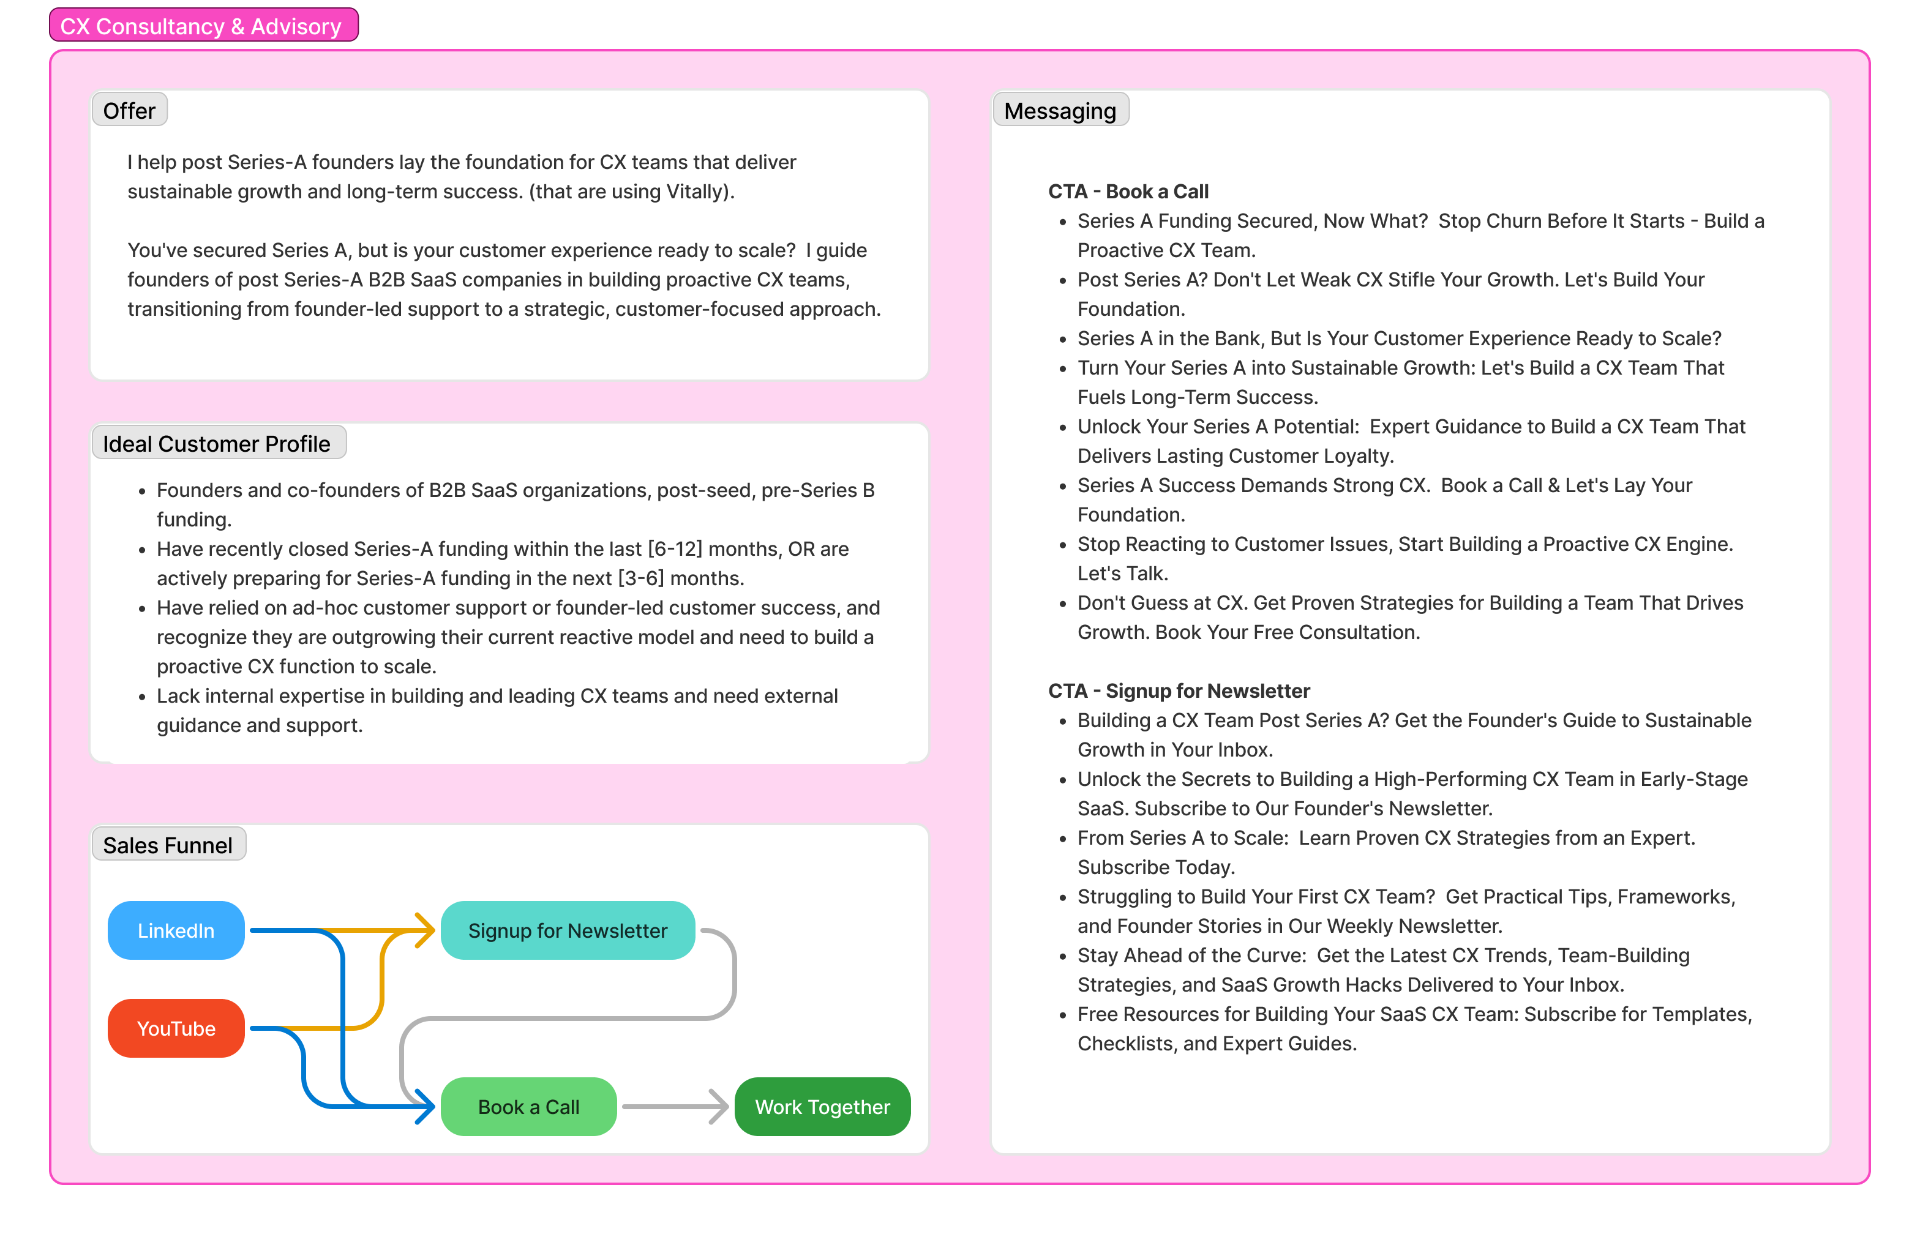 CX Consultancy & Advisory
Offer
I help post Series-A founders lay the foundation for CX teams that deliver
sustainable growth and long-term success. (that are using Vitally).
You've secured Series A, but is your customer experience ready to scale?  I guide
founders of post Series-A B2B SaaS companies in building proactive CX teams,
transitioning from founder-led support to a strategic, customer-focused approach.
Ideal Customer Profile
• Founders and co-founders of B2B SaaS organizations, post-seed, pre-Series B
funding.
• Have recently closed Series-A funding within the last [6-12] months, OR are
actively preparing for Series-A funding in the next [3-6] months.
• Have relied on ad-hoc customer support or founder-led customer success, and
recognize they are outgrowing their current reactive model and need to build a
proactive CX function to scale.
• Lack internal expertise in building and leading CX teams and need external
guidance and support.
Sales Funnel
LinkedIn
Signup for Newsletter
YouTube
Book a Call
Work Together
Messaging
CTA - Book a Call
• Series A Funding Secured, Now What?  Stop Churn Before It Starts - Build a
Proactive CX Team.
• Post Series A? Don't Let Weak CX Stifle Your Growth. Let's Build Your
Foundation.
• Series A in the Bank, But Is Your Customer Experience Ready to Scale?
• Turn Your Series A into Sustainable Growth: Let's Build a CX Team That
Fuels Long-Term Success.
• Unlock Your Series A Potential:  Expert Guidance to Build a CX Team That
Delivers Lasting Customer Loyalty.
• Series A Success Demands Strong CX.  Book a Call & Let's Lay Your
Foundation.
• Stop Reacting to Customer Issues, Start Building a Proactive CX Engine.
Let's Talk.
• Don't Guess at CX. Get Proven Strategies for Building a Team That Drives
Growth. Book Your Free Consultation.
CTA - Signup for Newsletter
• Building a CX Team Post Series A? Get the Founder's Guide to Sustainable
Growth in Your Inbox.
• Unlock the Secrets to Building a High-Performing CX Team in Early-Stage
SaaS. Subscribe to Our Founder's Newsletter.
• From Series A to Scale:  Learn Proven CX Strategies from an Expert.
Subscribe Today.
• Struggling to Build Your First CX Team?  Get Practical Tips, Frameworks,
and Founder Stories in Our Weekly Newsletter.
• Stay Ahead of the Curve:  Get the Latest CX Trends, Team-Building
Strategies, and SaaS Growth Hacks Delivered to Your Inbox.
• Free Resources for Building Your SaaS CX Team: Subscribe for Templates,
Checklists, and Expert Guides.